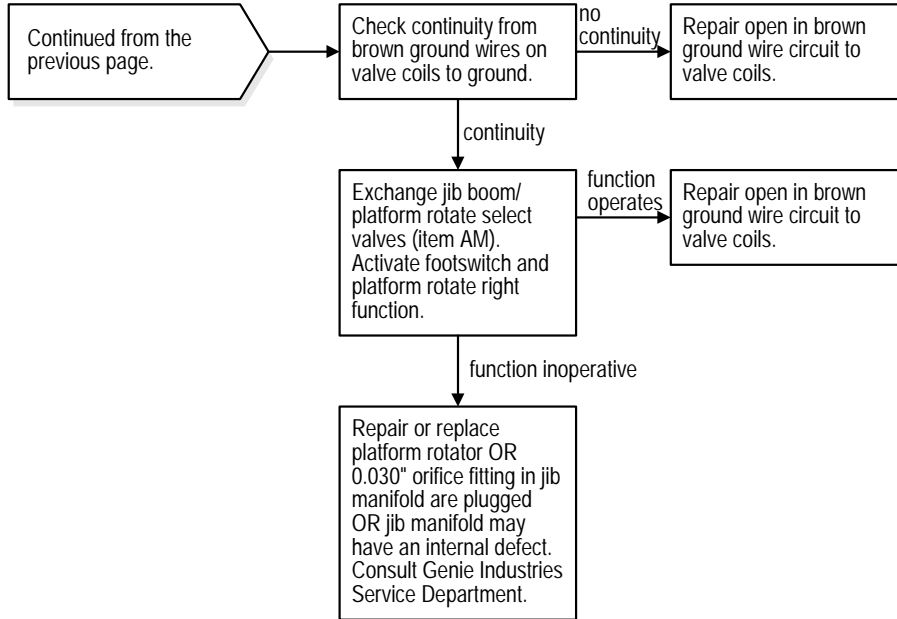 Continued from the
previous page.
Check continuity from
brown ground wires on
valve coils to ground.
no
continuity
Repair open in brown
ground wire circuit to
valve coils.
continuity
Exchange jib boom/
platform rotate select
valves (item AM).
Activate footswitch and
platform rotate right
function.
function
operates
Repair open in brown
ground wire circuit to
valve coils.
function inoperative
Repair or replace
platform rotator OR
0.030" orifice fitting in jib
manifold are plugged
OR jib manifold may
have an internal defect.
Consult Genie Industries
Service Department.